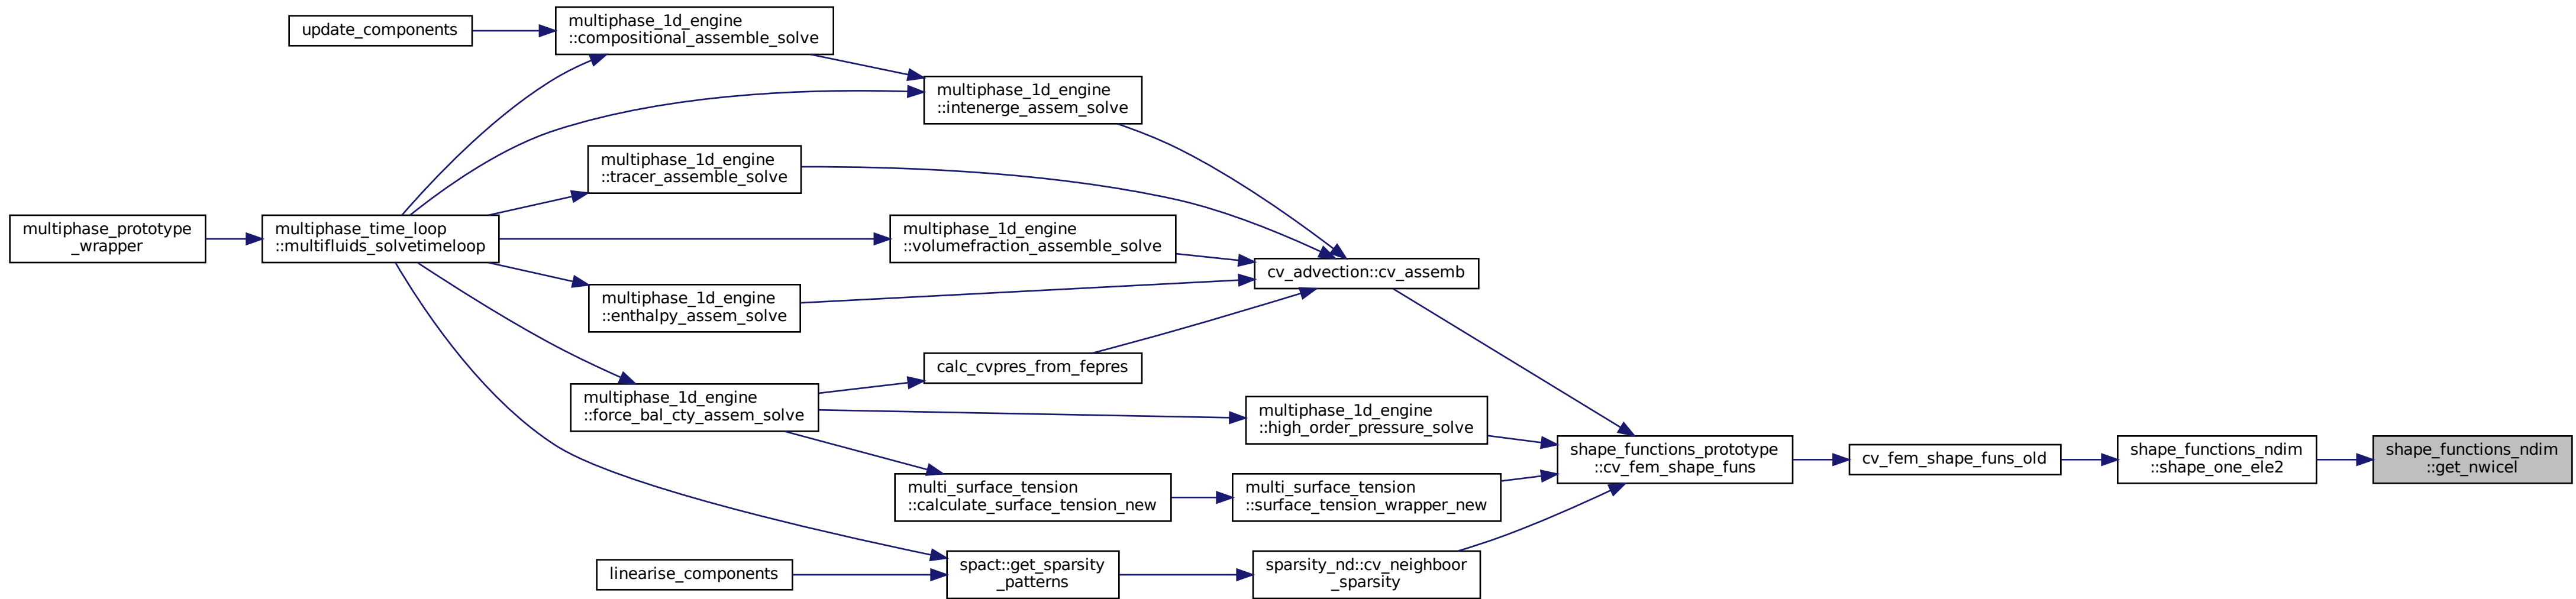 update_components
multiphase_1d_engine
::compositional_assemble_solve
multiphase_1d_engine
::intenerge_assem_solve
multiphase_1d_engine
::tracer_assemble_solve
multiphase_prototype
_wrapper
multiphase_time_loop
::multifluids_solvetimeloop
multiphase_1d_engine
::volumefraction_assemble_solve
cv_advection::cv_assemb
multiphase_1d_engine
::enthalpy_assem_solve
calc_cvpres_from_fepres
multiphase_1d_engine
::force_bal_cty_assem_solve
multiphase_1d_engine
::high_order_pressure_solve
shape_functions_prototype
::cv_fem_shape_funs
cv_fem_shape_funs_old
shape_functions_ndim
::shape_one_ele2
shape_functions_ndim
::get_nwicel
multi_surface_tension
::calculate_surface_tension_new
multi_surface_tension
::surface_tension_wrapper_new
linearise_components
spact::get_sparsity
_patterns
sparsity_nd::cv_neighboor
_sparsity